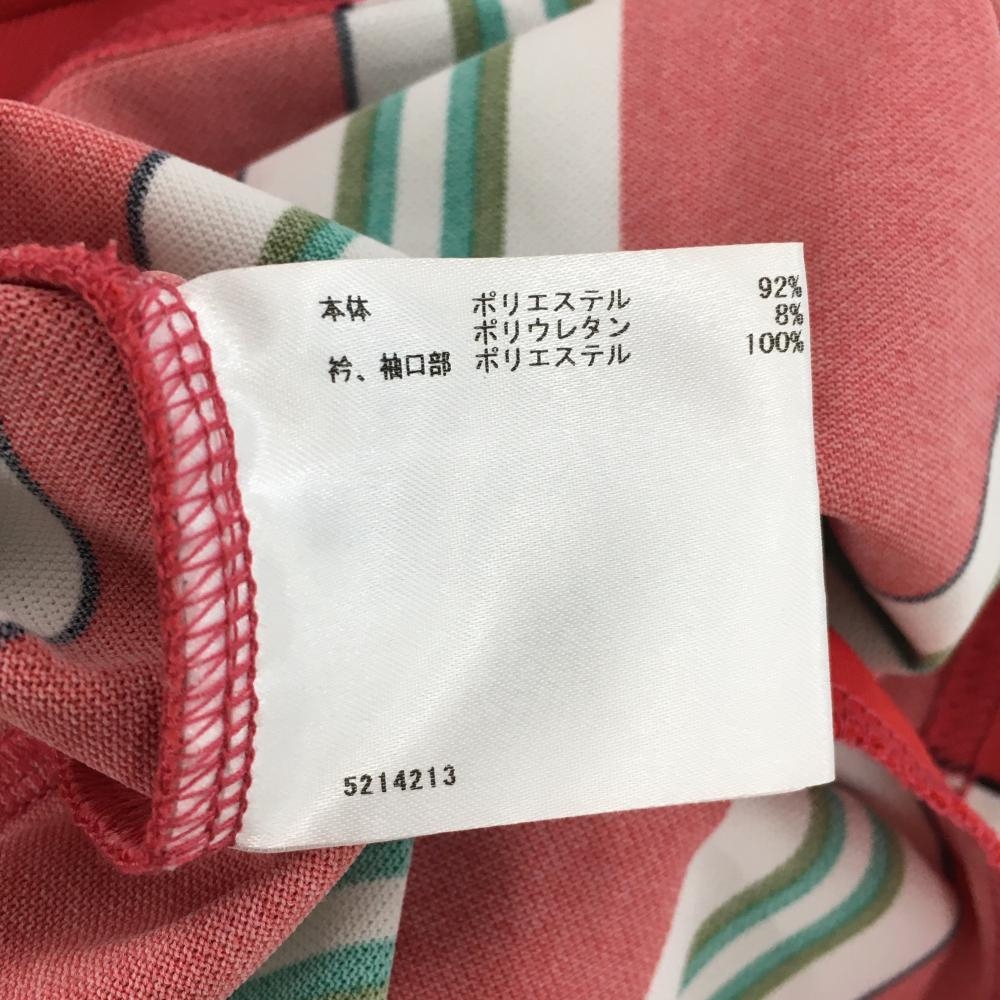 本体 ポリエステル 92%
ポリウレタン 8%
衿、袖口部 ポリエステル 100%
5214213